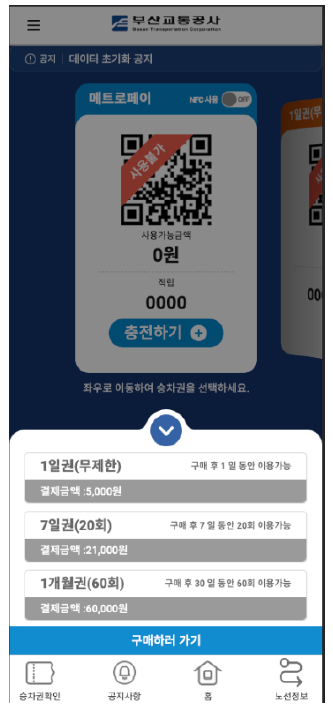 부산교통공사
Busan Transportation Corporation
공지 데이터 초기화 공지
메트로페이 NFC사용 OFF
1일권(무
사용불가
사용가능금액
0원
적립
0000
00
충전하기
좌우로 이동하여 승차권을 선택하세요.
1일권(무제한) 구매 후 1 일 동안 이용가능
결제금액 :5,000원
7일권(20회) 구매 후 7 일 동안 20회 이용가능
결제금액 :21,000원
1개월권(60회) 구매 후 30 일 동안 60회 이용가능
결제금액 :60,000원
구매하러 가기
승차권확인 공지사항 홈 노선정보